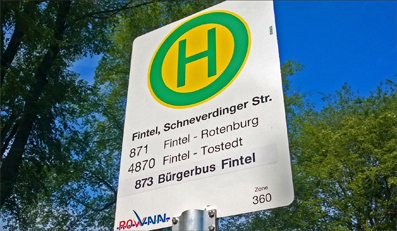 H
Fintel, Schneverdinger Str.
871 Fintel - Rotenburg
4870 Fintel - Tostedt
873 Bürgerbus Fintel
Zone
360